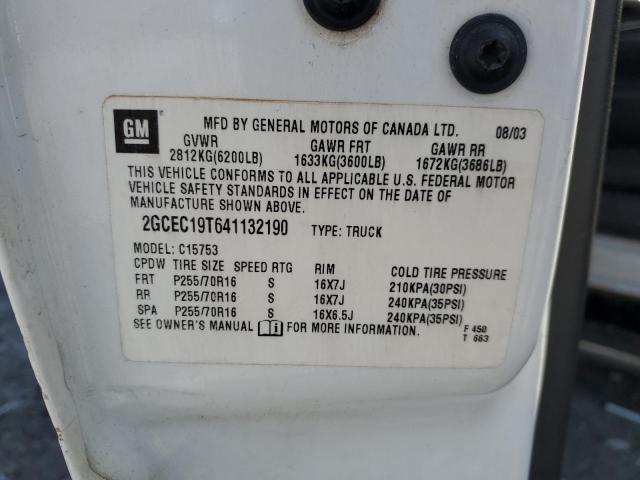 GM
MFD BY GENERAL MOTORS OF CANADA LTD. 08/03
GVWR GAWR FRT GAWR RR
2812KG(6200LB) 1633KG(3600LB) 1672KG(3686LB)
THIS VEHICLE CONFORMS TO ALL APPLICABLE U.S. FEDERAL MOTOR
VEHICLE SAFETY STANDARDS IN EFFECT ON THE DATE OF
MANUFACTURE SHOWN ABOVE.
2GCEC19T641132190 TYPE: TRUCK
MODEL: C15753
CPDW TIRE SIZE SPEED RTG RIM COLD TIRE PRESSURE
FRT P255/70R16 S 16X7J 210KPA(30PSI)
RR P255/70R16 S 16X7J 240KPA(35PSI)
SPA P255/70R16 S 16X6.5J 240KPA(35PSI)
SEE OWNER'S MANUAL FOR MORE INFORMATION. F 450
T 663